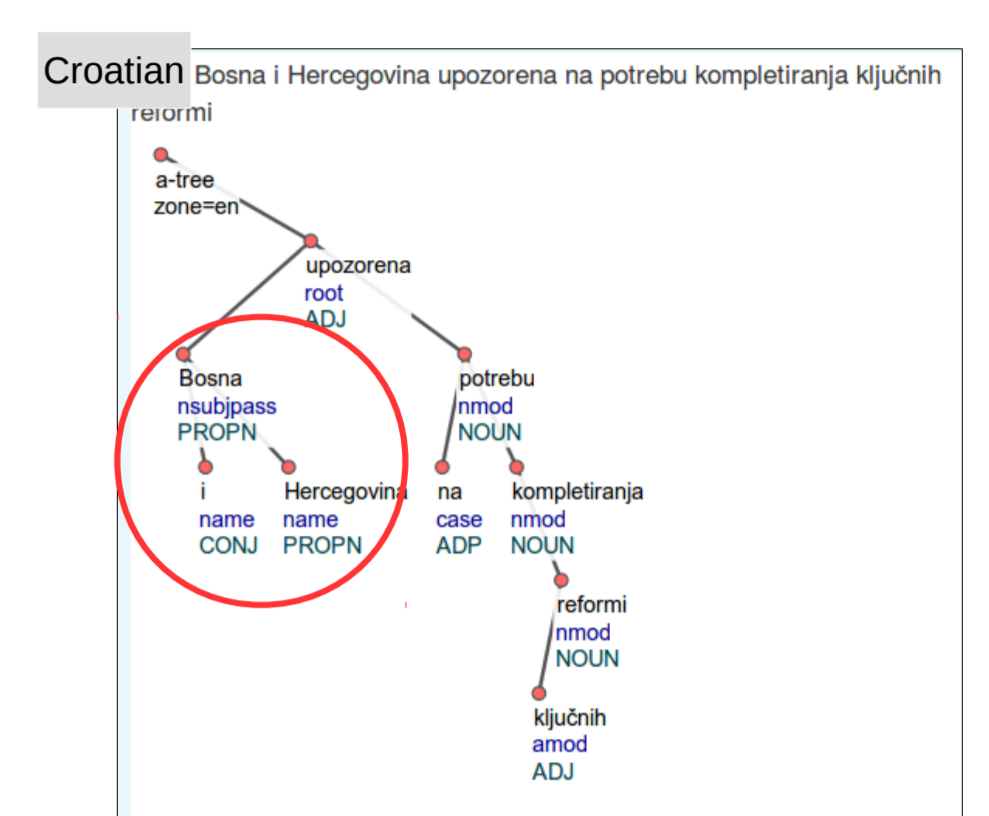 Croatian
Bosna i Hercegovina upozorena na potrebu kompletiranja ključnih
reformi
a-tree
zone=en
upozorena
root
ADJ
Bosna
nsubjpass
PROPN
potrebu
nmod
NOUN
i
name
CONJ
Hercegovina
name
PROPN
na
case
ADP
kompletiranja
nmod
NOUN
reformi
nmod
NOUN
ključnih
amod
ADJ